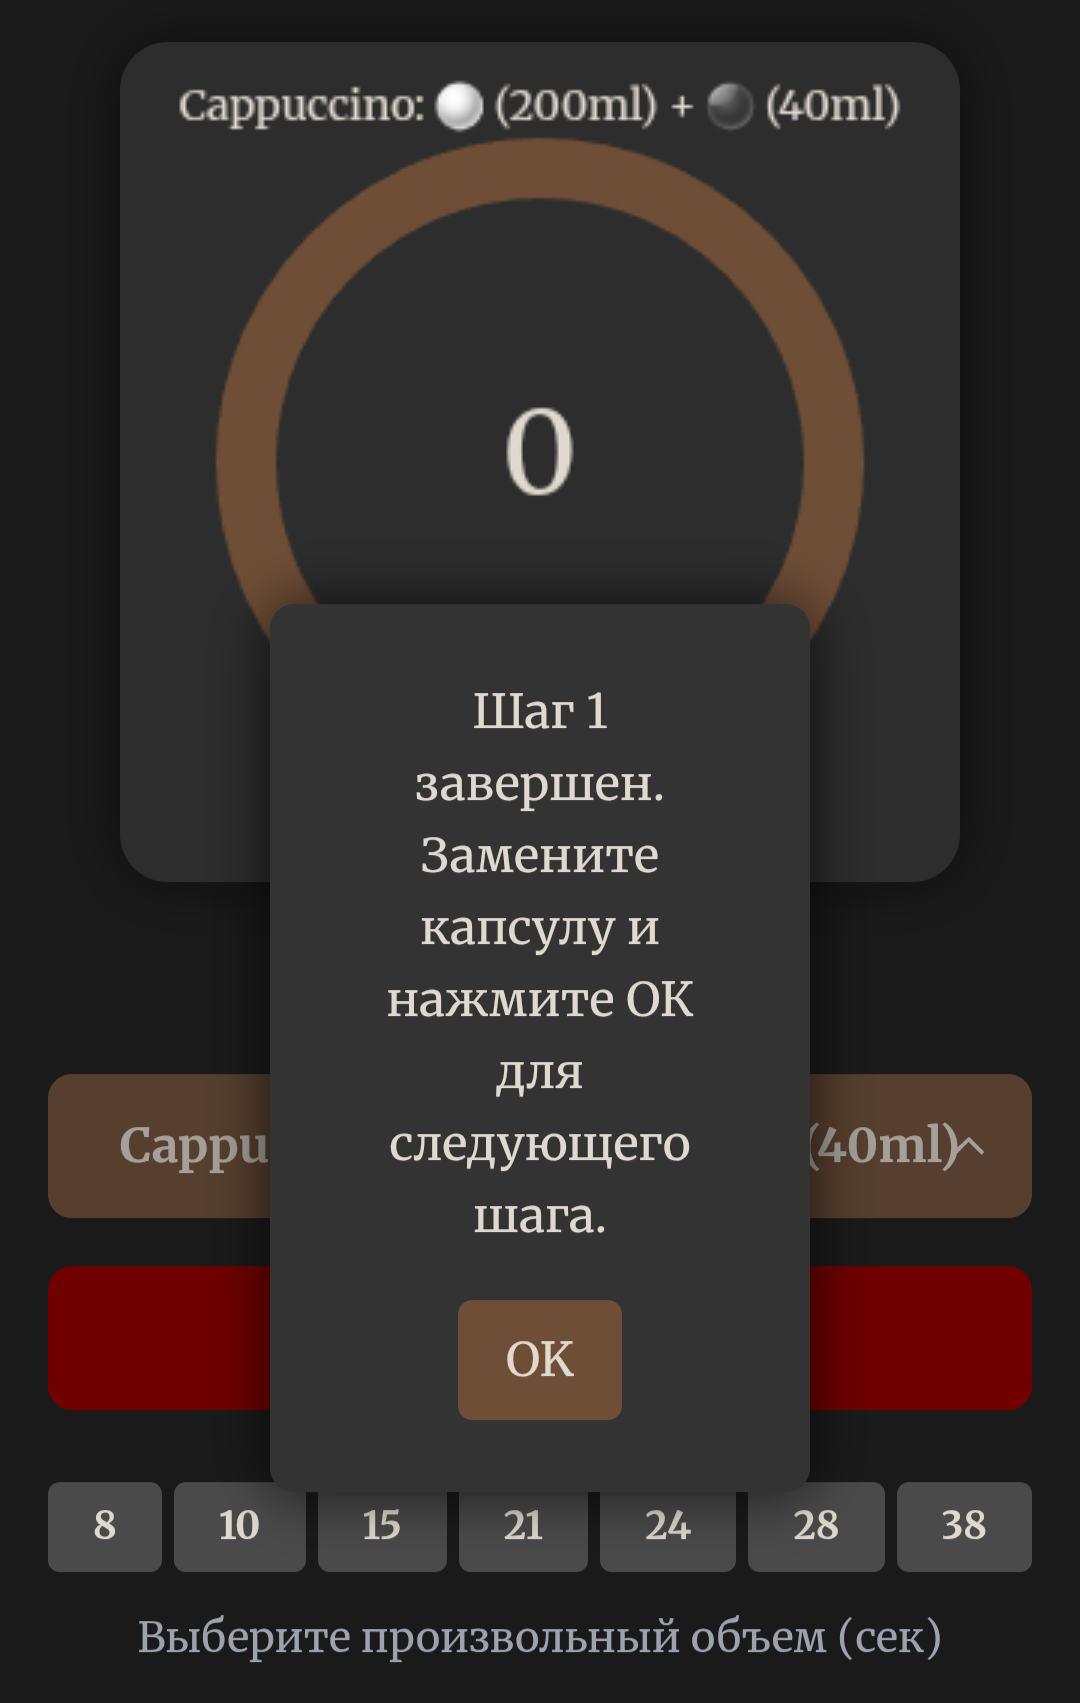 Cappuccino: (200ml) + (40ml)
0
Шаг 1
завершен.
Замените
капсулу и
нажмите ОК
для
следующего
шага.
ОК
Cappu (40ml)
8 10 15 21 24 28 38
Выберите произвольный объем (сек)